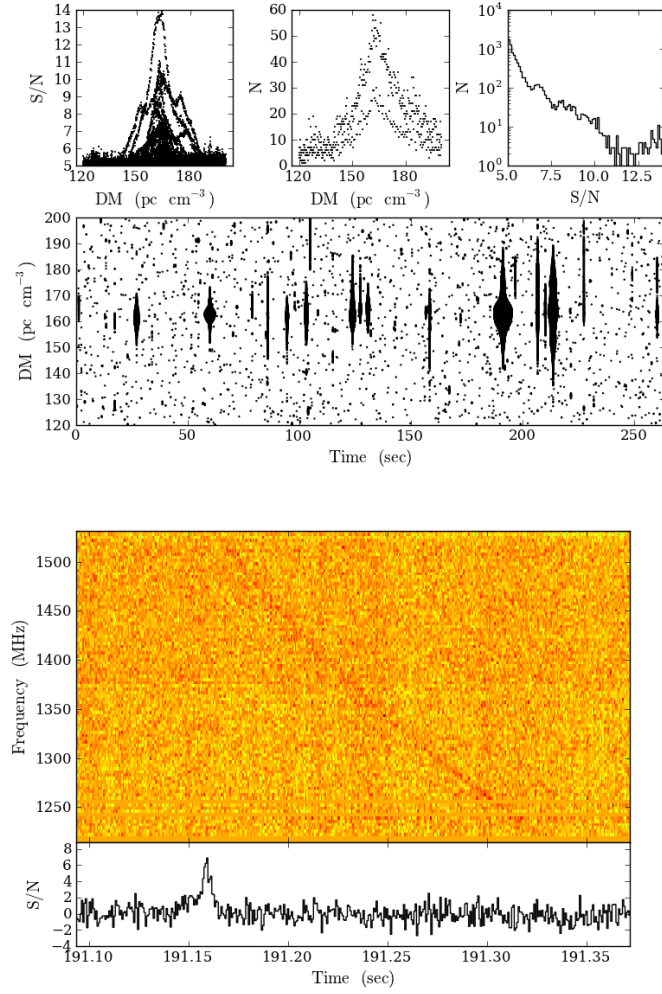 14
13
12
11
10
9
8
7
6
5
S/N
120 150 180
DM (pc cm⁻³)
60
50
40
30
20
10
0
N
120 150 180
DM (pc cm⁻³)
10⁴
10³
10²
10¹
10⁰
N
5.0 7.5 10.0 12.5
S/N
200
190
180
170
160
150
140
130
120
DM (pc cm⁻³)
0 50 100 150 200 250
Time (sec)
1500
1450
1400
1350
1300
1250
Frequency (MHz)
8
6
4
2
0
−2
−4
S/N
191.10 191.15 191.20 191.25 191.30 191.35
Time (sec)